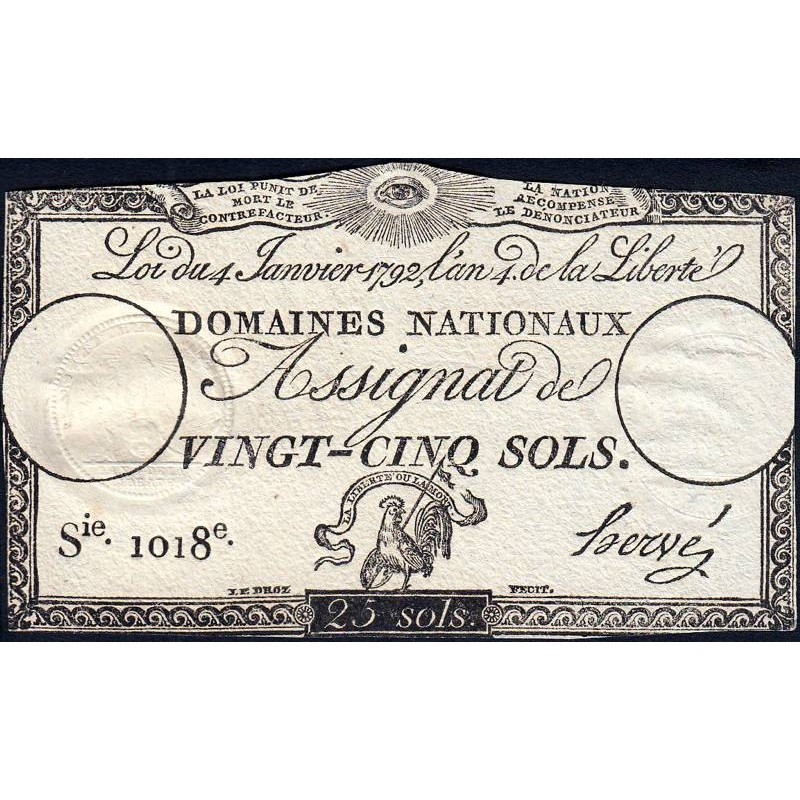 LA LOI PUNIT DE
MORT LE
CONTREFACTEUR.
LA NATION
RECOMPENSE
LE DENONCIATEUR
Loi du 4 Janvier 1792, l'an 4. de la Liberté
DOMAINES NATIONAUX
Assignat de
VINGT-CINQ SOLS.
LA LIBERTÉ OU LA MORT
Sie. 1018e.
Hervé
LE DROZ FECIT.
25 sols.